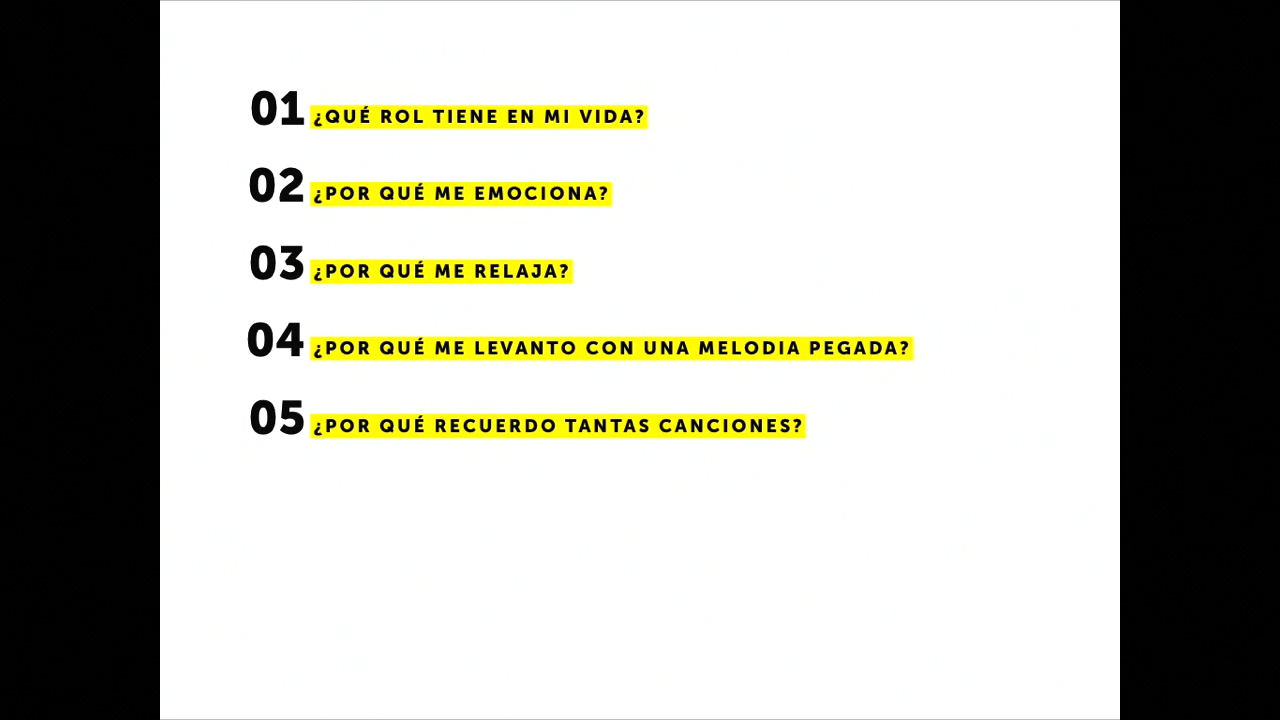 01 ¿QUÉ ROL TIENE EN MI VIDA?
02 ¿POR QUÉ ME EMOCIONA?
03 ¿POR QUÉ ME RELAJA?
04 ¿POR QUÉ ME LEVANTO CON UNA MELODIA PEGADA?
05 ¿POR QUÉ RECUERDO TANTAS CANCIONES?